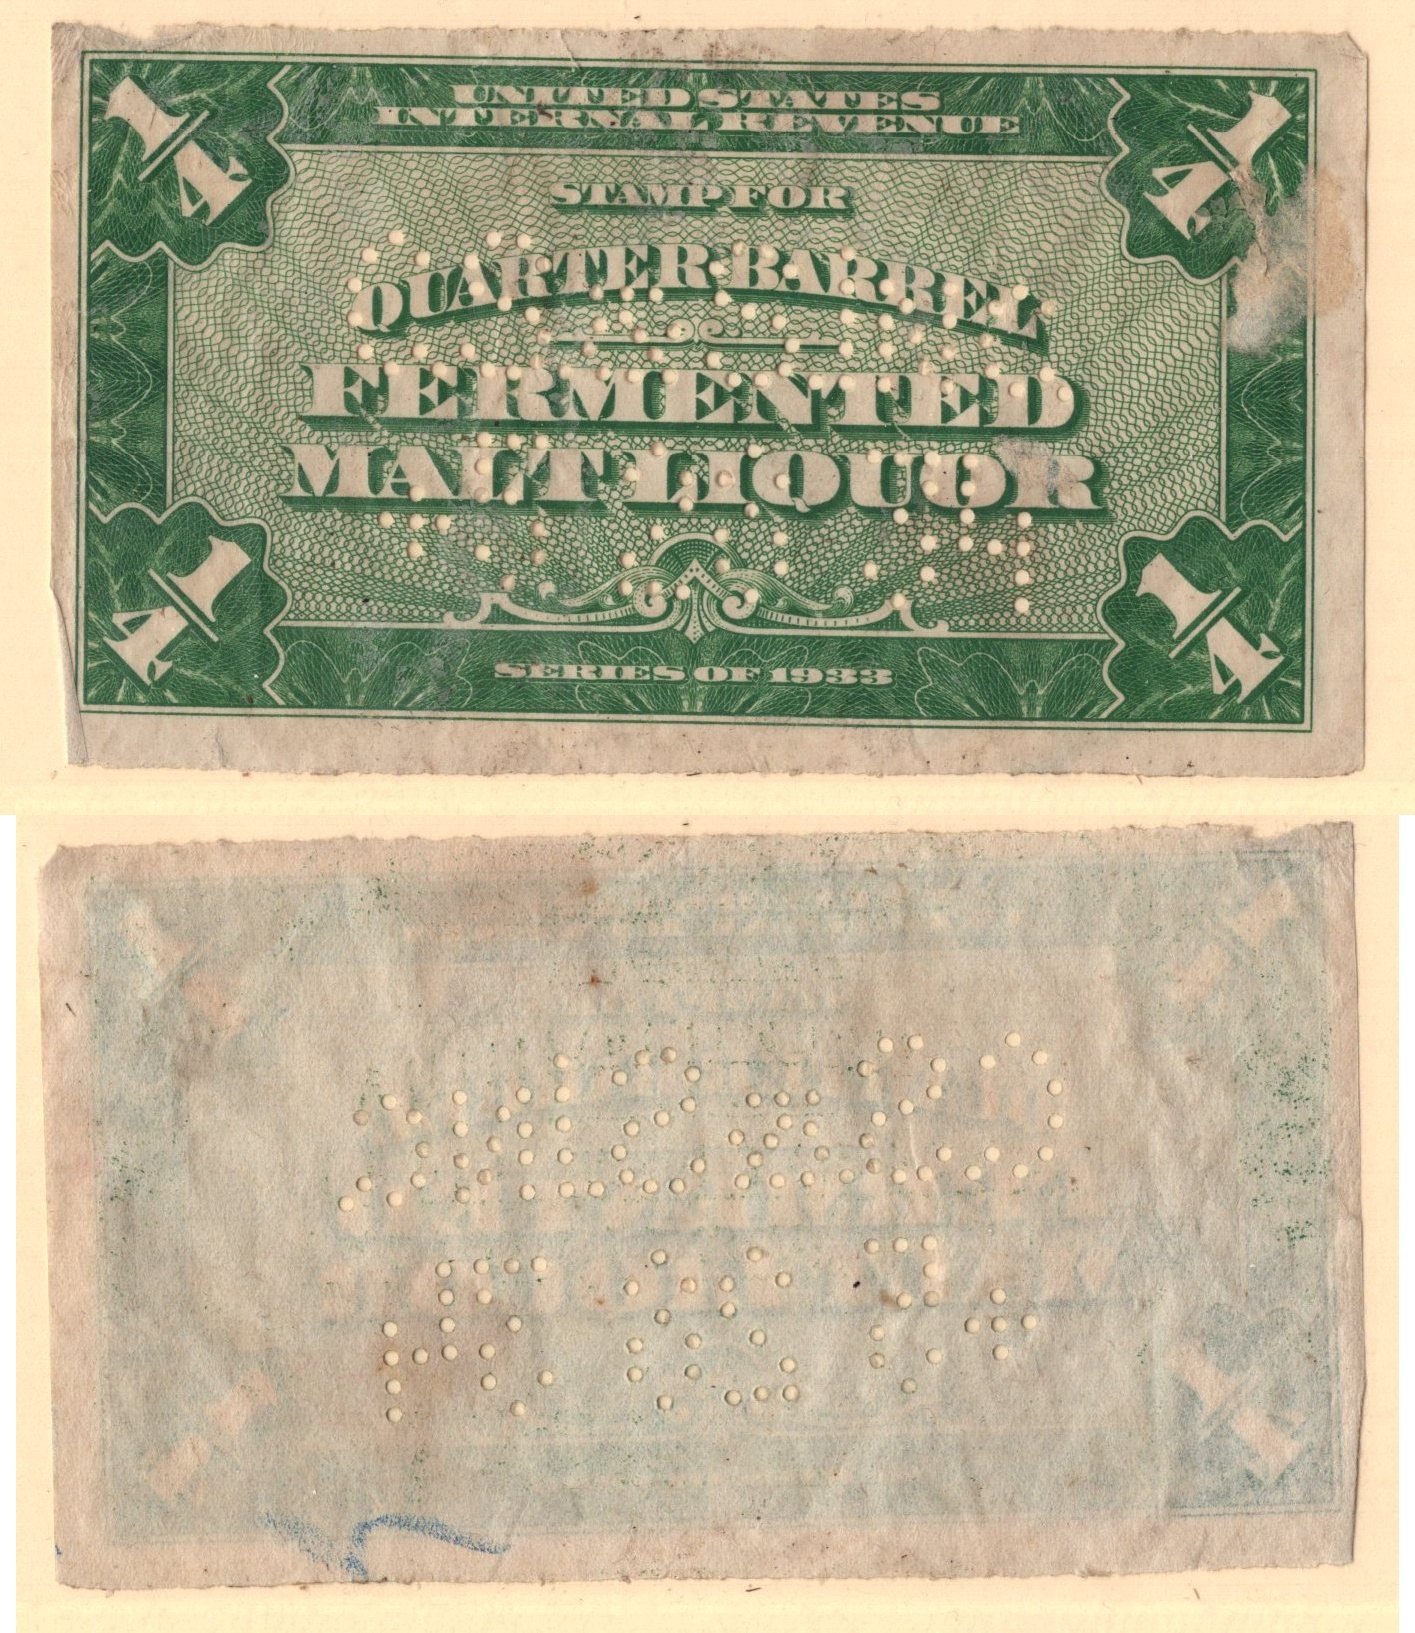 1/4 1/4
UNITED STATES
INTERNAL REVENUE
STAMP FOR
QUARTER BARREL
FERMENTED
MALT LIQUOR
1/4 1/4
SERIES OF 1933